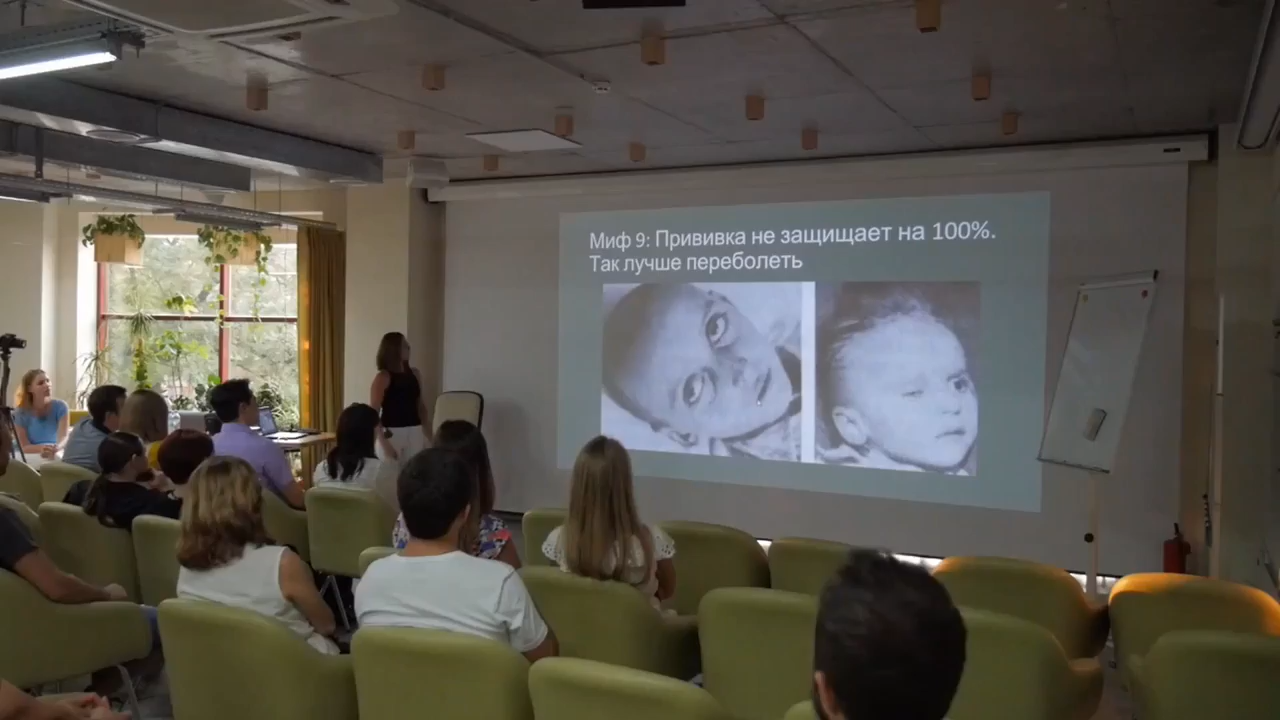 Миф 9: Прививка не защищает на 100%.
Так лучше переболеть